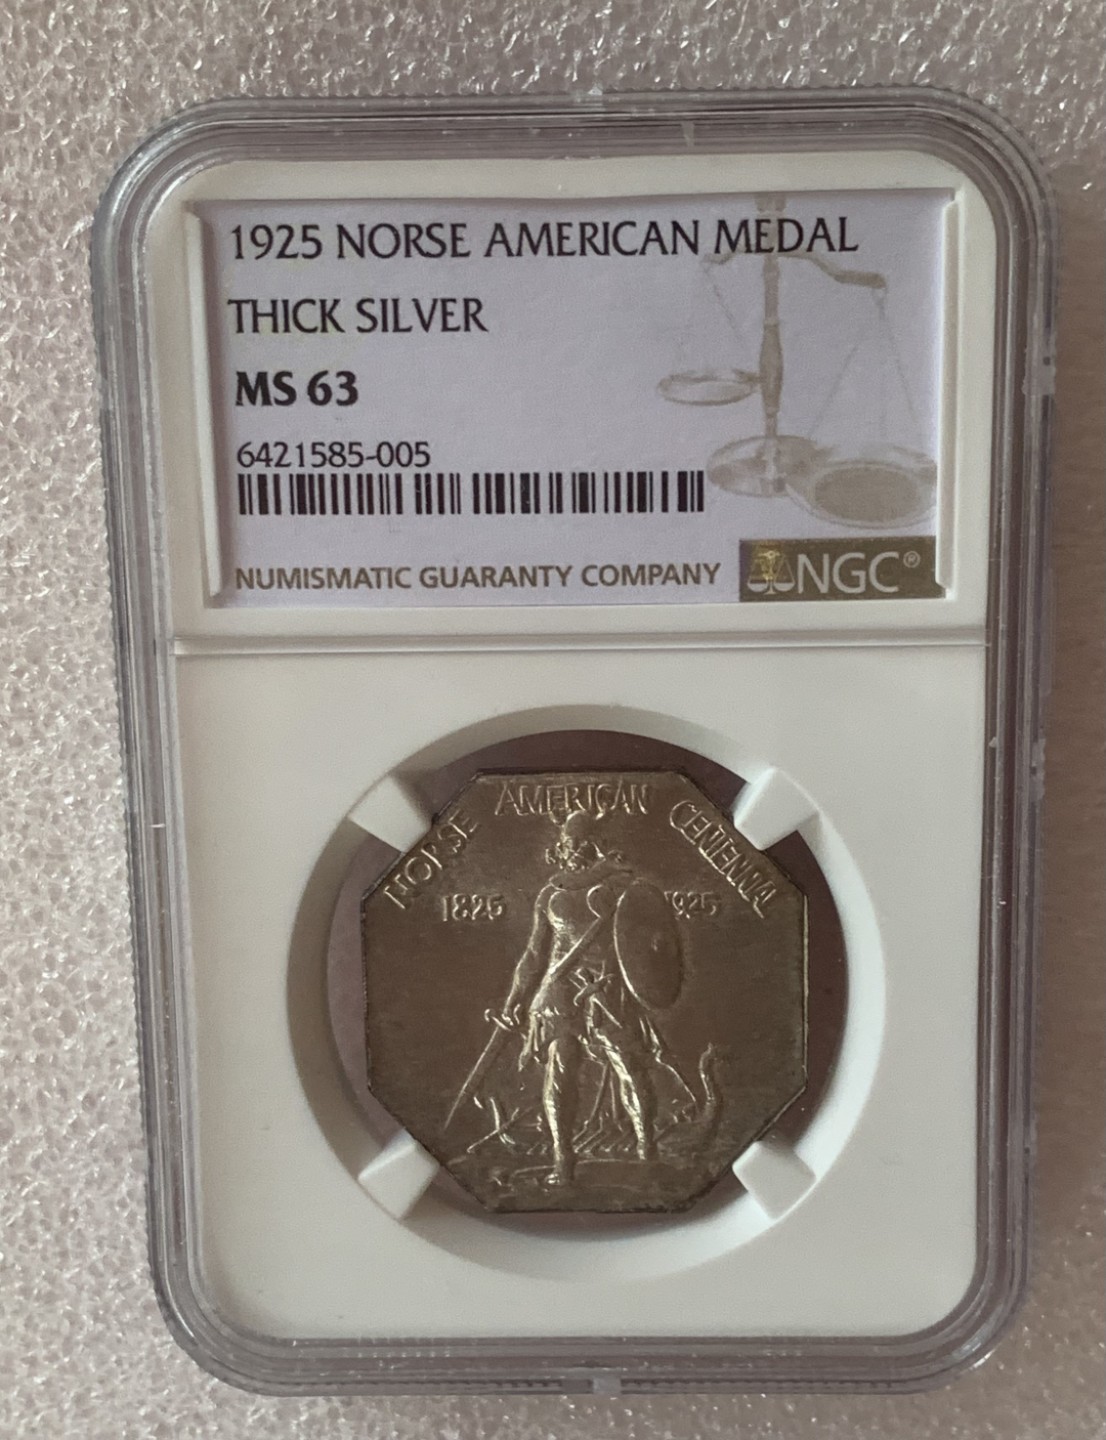 1925 NORSE AMERICAN MEDAL
THICK SILVER
MS 63
6421585-005
NUMISMATIC GUARANTY COMPANY
NGC®
NORSE AMERICAN CENTENNIAL
1825 1925